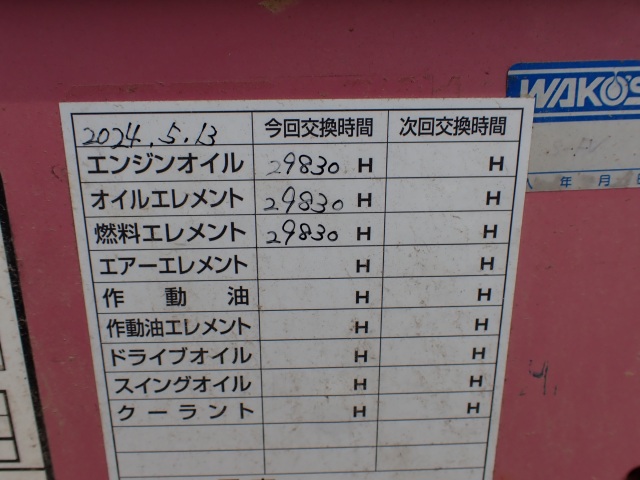 WAKO'S
年 月
2024.5.13 今回交換時間 次回交換時間
エンジンオイル 29830 H H
オイルエレメント 29830 H H
燃料エレメント 29830 H H
エアーエレメント H H
作動油 H H
作動油エレメント H H
ドライブオイル H H
スイングオイル H H
クーラント H H